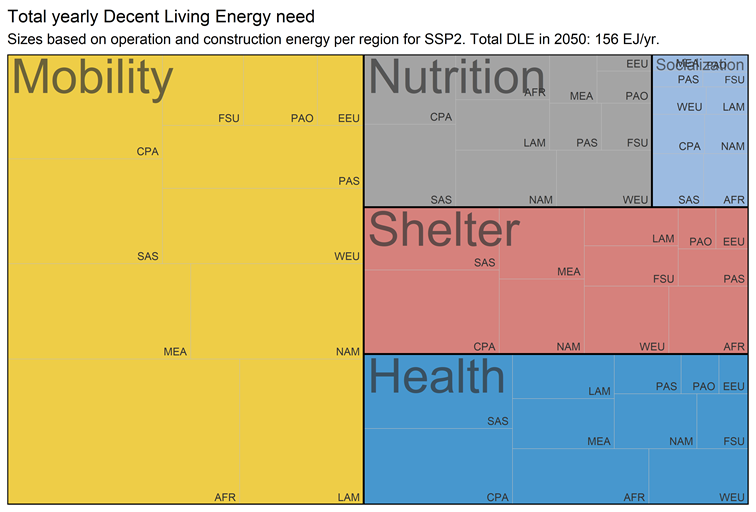 Total yearly Decent Living Energy need
Sizes based on operation and construction energy per region for SSP2. Total DLE in 2050: 156 EJ/yr.
Mobility
FSU
PAO
EEU
CPA
PAS
SAS
WEU
MEA
NAM
AFR
LAM
Nutrition
EEU
AFR
MEA
PAO
CPA
LAM
PAS
FSU
SAS
NAM
WEU
Socialization
MEA
PAO
PAS
FSU
WEU
LAM
CPA
NAM
SAS
AFR
Shelter
LAM
PAO
EEU
SAS
MEA
FSU
PAS
CPA
NAM
WEU
AFR
Health
LAM
PAS
PAO
EEU
SAS
MEA
NAM
FSU
CPA
AFR
WEU